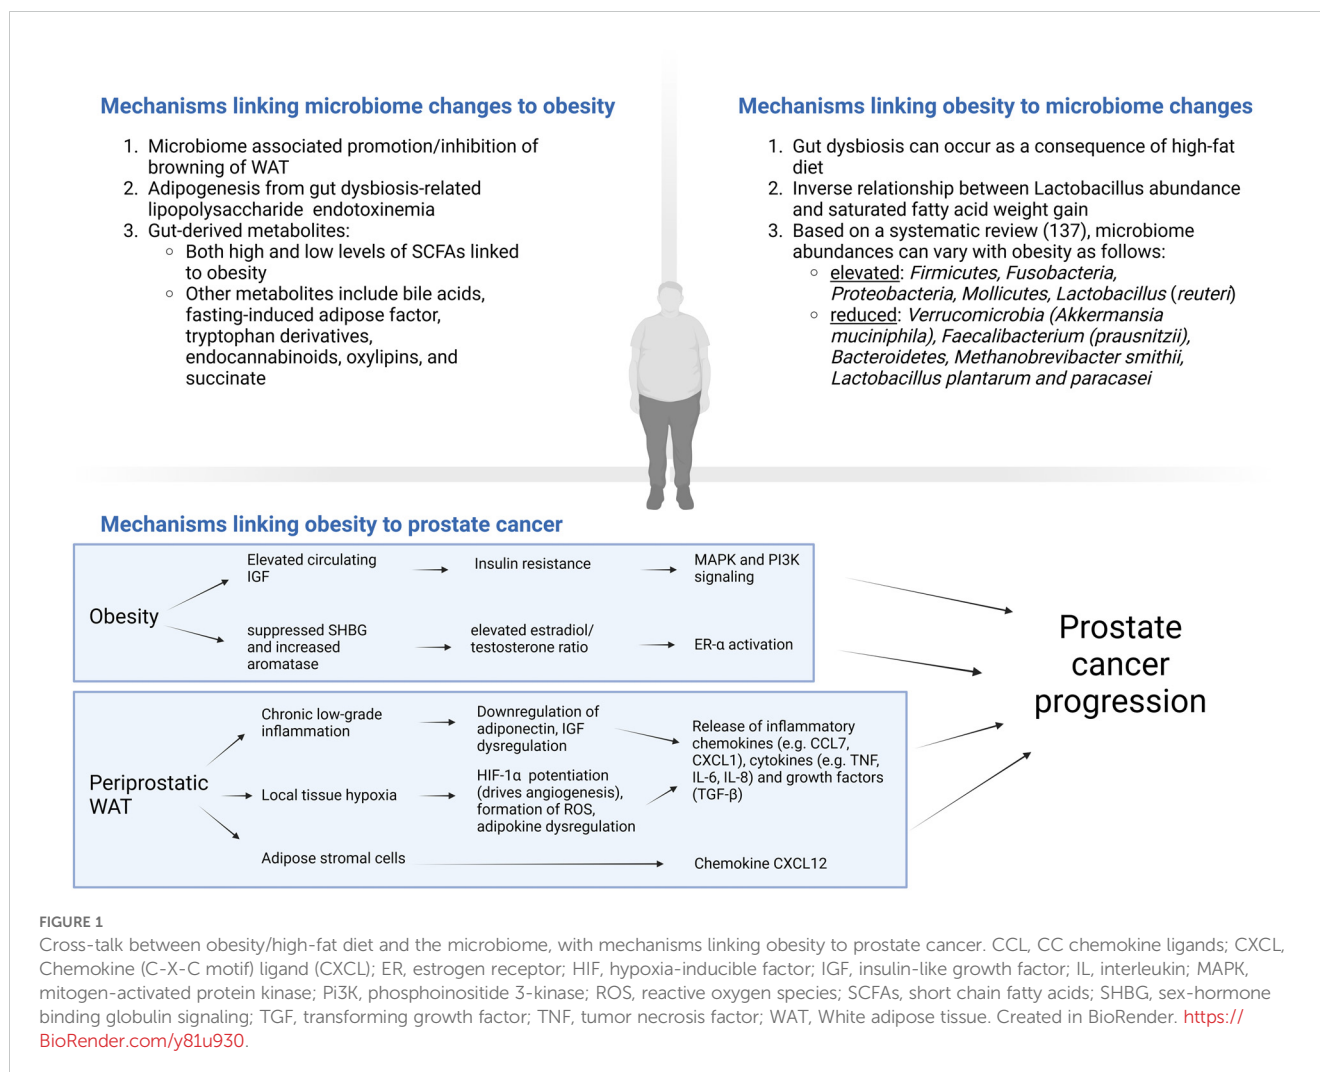 Mechanisms linking microbiome changes to obesity
1. Microbiome associated promotion/inhibition of
browning of WAT
2. Adipogenesis from gut dysbiosis-related
lipopolysaccharide endotoxinemia
3. Gut-derived metabolites:
○ Both high and low levels of SCFAs linked
to obesity
○ Other metabolites include bile acids,
fasting-induced adipose factor,
tryptophan derivatives,
endocannabinoids, oxylipins, and
succinate
Mechanisms linking obesity to microbiome changes
1. Gut dysbiosis can occur as a consequence of high-fat
diet
2. Inverse relationship between Lactobacillus abundance
and saturated fatty acid weight gain
3. Based on a systematic review (137), microbiome
abundances can vary with obesity as follows:
○ elevated: Firmicutes, Fusobacteria,
Proteobacteria, Mollicutes, Lactobacillus (reuteri)
○ reduced: Verrucomicrobia (Akkermansia
muciniphila), Faecalibacterium (prausnitzii),
Bacteroidetes, Methanobrevibacter smithii,
Lactobacillus plantarum and paracasei
Mechanisms linking obesity to prostate cancer
Obesity
Elevated circulating
IGF
Insulin resistance
MAPK and PI3K
signaling
suppressed SHBG
and increased
aromatase
elevated estradiol/
testosterone ratio
ER-α activation
Periprostatic
WAT
Chronic low-grade
inflammation
Downregulation of
adiponectin, IGF
dysregulation
Local tissue hypoxia
HIF-1α potentiation
(drives angiogenesis),
formation of ROS,
adipokine dysregulation
Release of inflammatory
chemokines (e.g. CCL7,
CXCL1), cytokines (e.g. TNF,
IL-6, IL-8) and growth factors
(TGF-β)
Adipose stromal cells
Chemokine CXCL12
Prostate
cancer
progression
FIGURE 1
Cross-talk between obesity/high-fat diet and the microbiome, with mechanisms linking obesity to prostate cancer. CCL, CC chemokine ligands; CXCL,
Chemokine (C-X-C motif) ligand (CXCL); ER, estrogen receptor; HIF, hypoxia-inducible factor; IGF, insulin-like growth factor; IL, interleukin; MAPK,
mitogen-activated protein kinase; Pi3K, phosphoinositide 3-kinase; ROS, reactive oxygen species; SCFAs, short chain fatty acids; SHBG, sex-hormone
binding globulin signaling; TGF, transforming growth factor; TNF, tumor necrosis factor; WAT, White adipose tissue. Created in BioRender. https://
BioRender.com/y81u930.